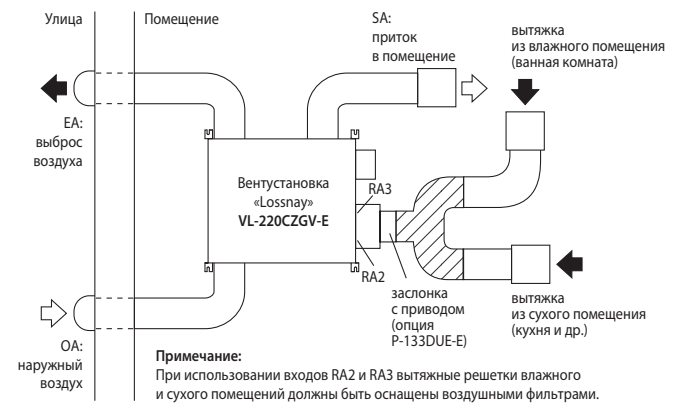 Улица
Помещение
SA:
приток
в помещение
вытяжка
из влажного помещения
(ванная комната)
EA:
выброс
воздуха
Вентустановка
«Lossnay»
VL-220CZGV-E
RA3
RA2
заслонка
с приводом
(опция
P-133DUE-E)
вытяжка
из сухого помещения
(кухня и др.)
OA:
наружный
воздух
Примечание:
При использовании входов RA2 и RA3 вытяжные решетки влажного
и сухого помещений должны быть оснащены воздушными фильтрами.